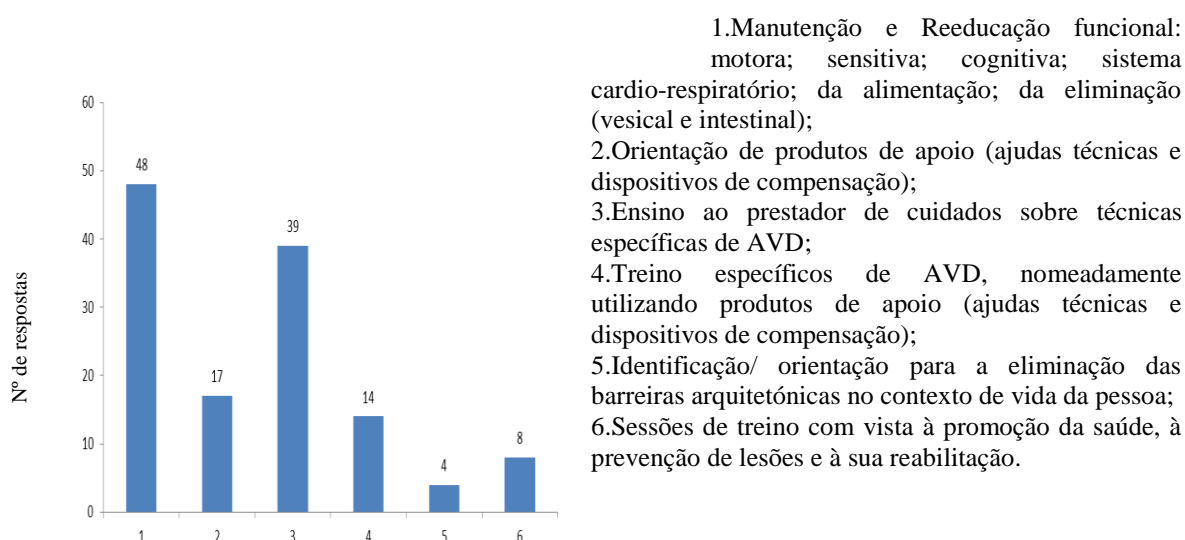 60
50
40
30
20
10
0
48
17
39
14
4
8
1
2
3
4
5
6
Nº de respostas
1.Manutenção e Reeducação funcional:
motora; sensitiva; cognitiva; sistema
cardio-respiratório; da alimentação; da eliminação
(vesical e intestinal);
2.Orientação de produtos de apoio (ajudas técnicas e
dispositivos de compensação);
3.Ensino ao prestador de cuidados sobre técnicas
específicas de AVD;
4.Treino específicos de AVD, nomeadamente
utilizando produtos de apoio (ajudas técnicas e
dispositivos de compensação);
5.Identificação/ orientação para a eliminação das
barreiras arquitetónicas no contexto de vida da pessoa;
6.Sessões de treino com vista à promoção da saúde, à
prevenção de lesões e à sua reabilitação.